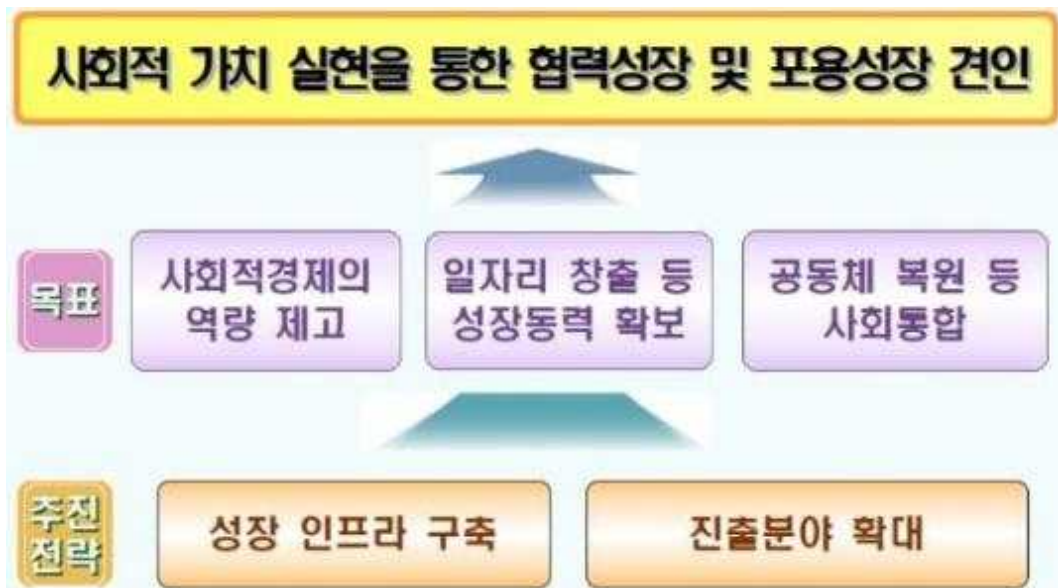 사회적 가치 실현을 통한 협력성장 및 포용성장 견인
목표
사회적경제의
역량 제고
일자리 창출 등
성장동력 확보
공동체 복원 등
사회통합
추진
전략
성장 인프라 구축
진출분야 확대